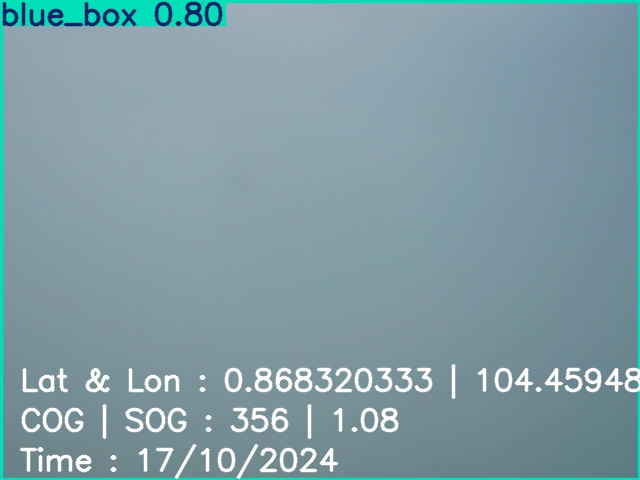 blue_box 0.80
Lat & Lon : 0.868320333 | 104.45948
COG | SOG : 356 | 1.08
Time : 17/10/2024